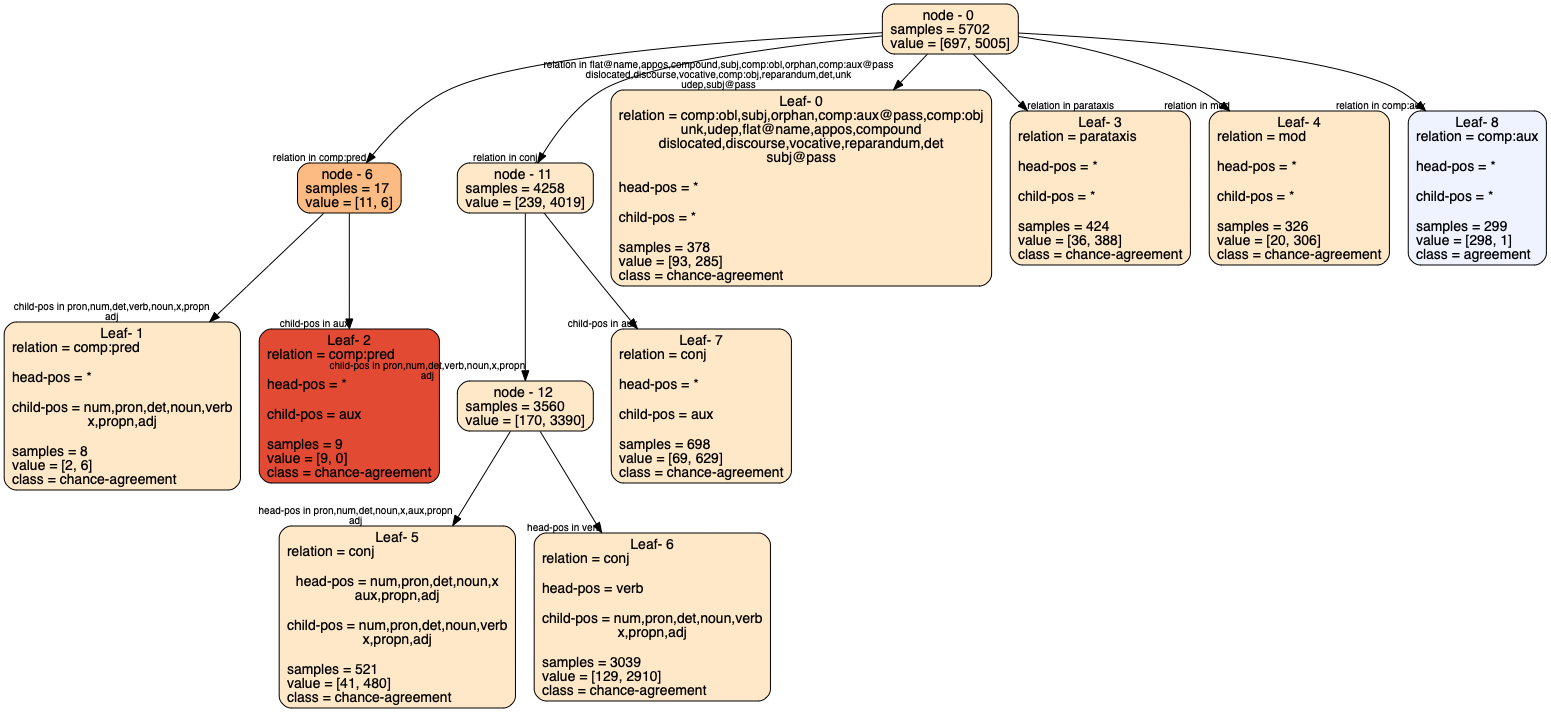 node - 0
samples = 5702
value = [697, 5005]
relation in flat@name,appos,compound,subj,comp:obl,orphan,comp:aux@pass
dislocated,discourse,vocative,comp:obj,reparandum,det,unk
udep,subj@pass
Leaf- 0
relation = comp:obl,subj,orphan,comp:aux@pass,comp:obj
unk,udep,flat@name,appos,compound
dislocated,discourse,vocative,reparandum,det
subj@pass
head-pos = *
child-pos = *
samples = 378
value = [93, 285]
class = chance-agreement
relation in parataxis
Leaf- 3
relation = parataxis
head-pos = *
child-pos = *
samples = 424
value = [36, 388]
class = chance-agreement
relation in mod
Leaf- 4
relation = mod
head-pos = *
child-pos = *
samples = 326
value = [20, 306]
class = chance-agreement
relation in comp:aux
Leaf- 8
relation = comp:aux
head-pos = *
child-pos = *
samples = 299
value = [298, 1]
class = agreement
relation in comp:pred
node - 6
samples = 17
value = [11, 6]
relation in conj
node - 11
samples = 4258
value = [239, 4019]
child-pos in pron,num,det,verb,noun,x,propn
adj
Leaf- 1
relation = comp:pred
head-pos = *
child-pos = num,pron,det,noun,verb
x,propn,adj
samples = 8
value = [2, 6]
class = chance-agreement
child-pos in aux
Leaf- 2
relation = comp:pred
head-pos = *
child-pos = aux
samples = 9
value = [9, 0]
class = chance-agreement
child-pos in pron,num,det,verb,noun,x,propn
adj
node - 12
samples = 3560
value = [170, 3390]
child-pos in aux
Leaf- 7
relation = conj
head-pos = *
child-pos = aux
samples = 698
value = [69, 629]
class = chance-agreement
head-pos in pron,num,det,noun,x,aux,propn
adj
Leaf- 5
relation = conj
head-pos = num,pron,det,noun,x
aux,propn,adj
child-pos = num,pron,det,noun,verb
x,propn,adj
samples = 521
value = [41, 480]
class = chance-agreement
head-pos in verb
Leaf- 6
relation = conj
head-pos = verb
child-pos = num,pron,det,noun,verb
x,propn,adj
samples = 3039
value = [129, 2910]
class = chance-agreement